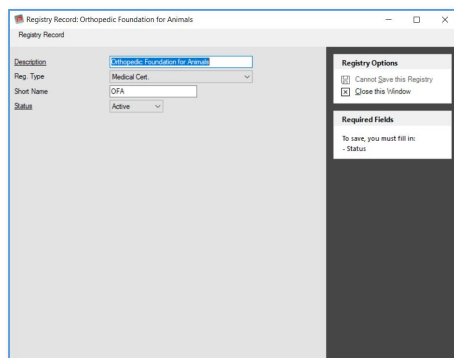 Registry Record: Orthopedic Foundation for Animals
Registry Record
Description Orthopedic Foundation for Animals
Reg. Type Medical Cert.
Short Name OFA
Status Active
Registry Options
Cannot Save this Registry
Close this Window
Required Fields
To save, you must fill in:
- Status